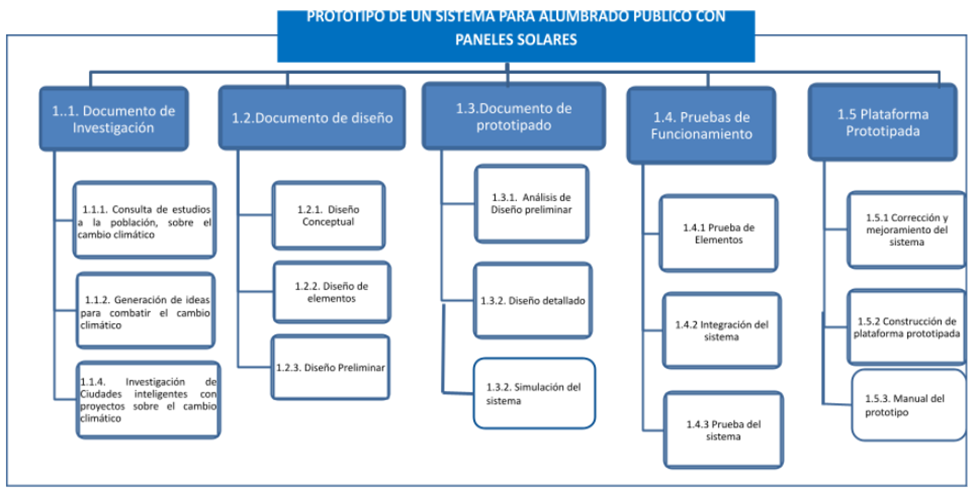 PROTOTIPO DE UN SISTEMA PARA ALUMBRADO PUBLICO CON
PANELES SOLARES
1..1. Documento de
Investigación
1.1.1. Consulta de estudios
a la población, sobre el
cambio climático
1.1.2. Generación de ideas
para combatir el cambio
climático
1.1.4. Investigación de
Ciudades inteligentes con
proyectos sobre el cambio
climático
1.2.Documento de diseño
1.2.1. Diseño
Conceptual
1.2.2. Diseño de
elementos
1.2.3. Diseño Preliminar
1.3.Documento de
prototipado
1.3.1. Análisis de
Diseño preliminar
1.3.2. Diseño detallado
1.3.2. Simulación del
sistema
1.4. Pruebas de
Funcionamiento
1.4.1 Prueba de
Elementos
1.4.2 Integración del
sistema
1.4.3 Prueba del
sistema
1.5 Plataforma
Prototipada
1.5.1 Corrección y
mejoramiento del
sistema
1.5.2 Construcción de
plataforma prototipada
1.5.3. Manual del
prototipo